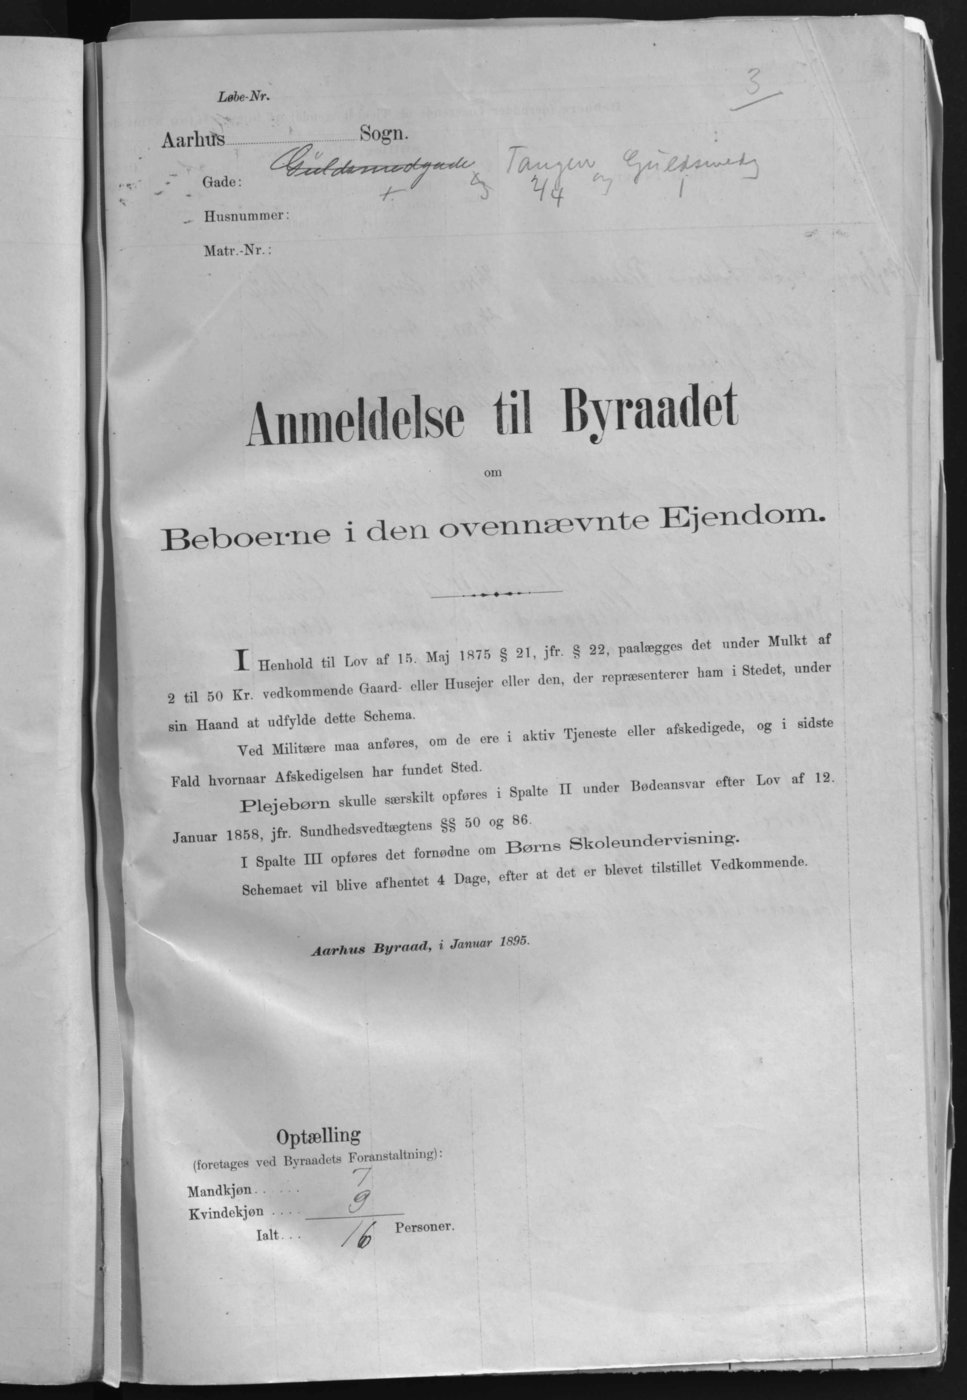 3
Løbe-Nr.
Aarhus Sogn.
Gade: Guldsmedgade og Tangen og Guldsmedg
44 1
Husnummer:
Matr.-Nr.:
Anmeldelse til Byraadet
om
Beboerne i den ovennævnte Ejendom.
I Henhold til Lov af 15. Maj 1875 § 21, jfr. § 22, paalægges det under Mulkt af
2 til 50 Kr. vedkommende Gaard- eller Husejer eller den, der repræsenterer ham i Stedet, under
sin Haand at udfylde dette Schema.
Ved Militære maa anføres, om de ere i aktiv Tjeneste eller afskedigede, og i sidste
Fald hvornaar Afskedigelsen har fundet Sted.
Plejebørn skulle særskilt opføres i Spalte II under Bødeansvar efter Lov af 12.
Januar 1858, jfr. Sundhedsvedtægtens §§ 50 og 86.
I Spalte III opføres det fornødne om Børns Skoleundervisning.
Schemaet vil blive afhentet 4 Dage, efter at det er blevet tilstillet Vedkommende.
Aarhus Byraad, i Januar 1895.
Optælling
(foretages ved Byraadets Foranstaltning):
Mandkjøn..... 7
Kvindekjøn .... 9
Ialt... 16 Personer.